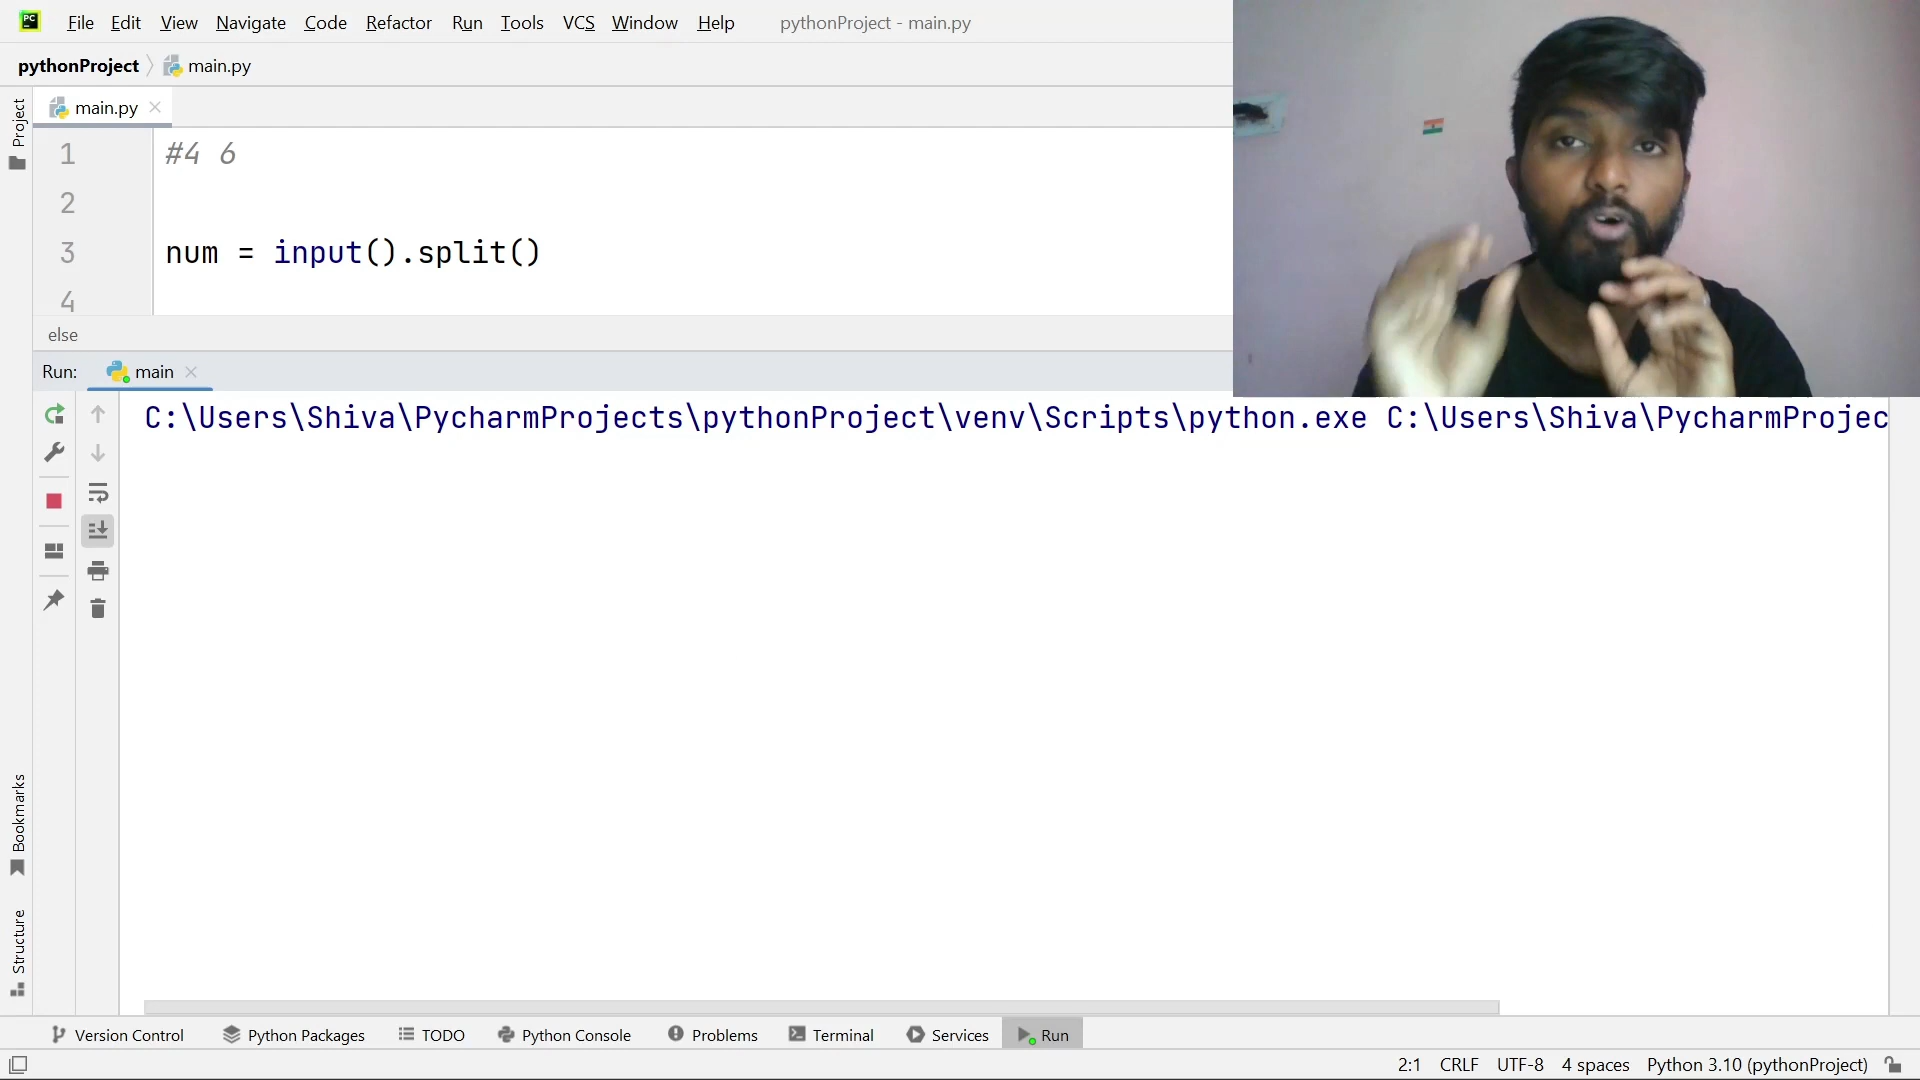 PC
File Edit View Navigate Code Refactor Run Tools VCS Window Help pythonProject - main.py
pythonProject main.py
Project
main.py
1 #4 6
2
3 num = input().split()
4
else
Run: main
C:\Users\Shiva\PycharmProjects\pythonProject\venv\Scripts\python.exe C:\Users\Shiva\PycharmProjec
Bookmarks
Structure
Version Control Python Packages TODO Python Console Problems Terminal Services Run
2:1 CRLF UTF-8 4 spaces Python 3.10 (pythonProject)